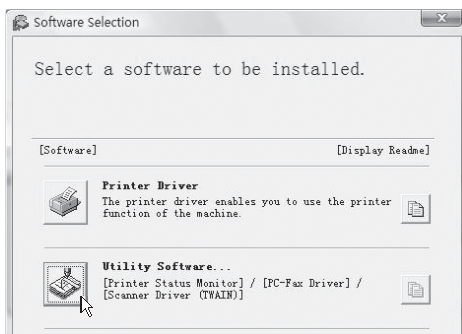 Software Selection
Select a software to be installed.
[Software] [Display Readme]
Printer Driver
The printer driver enables you to use the printer
function of the machine.
Utility Software...
[Printer Status Monitor] / [PC-Fax Driver] /
[Scanner Driver (TWAIN)]